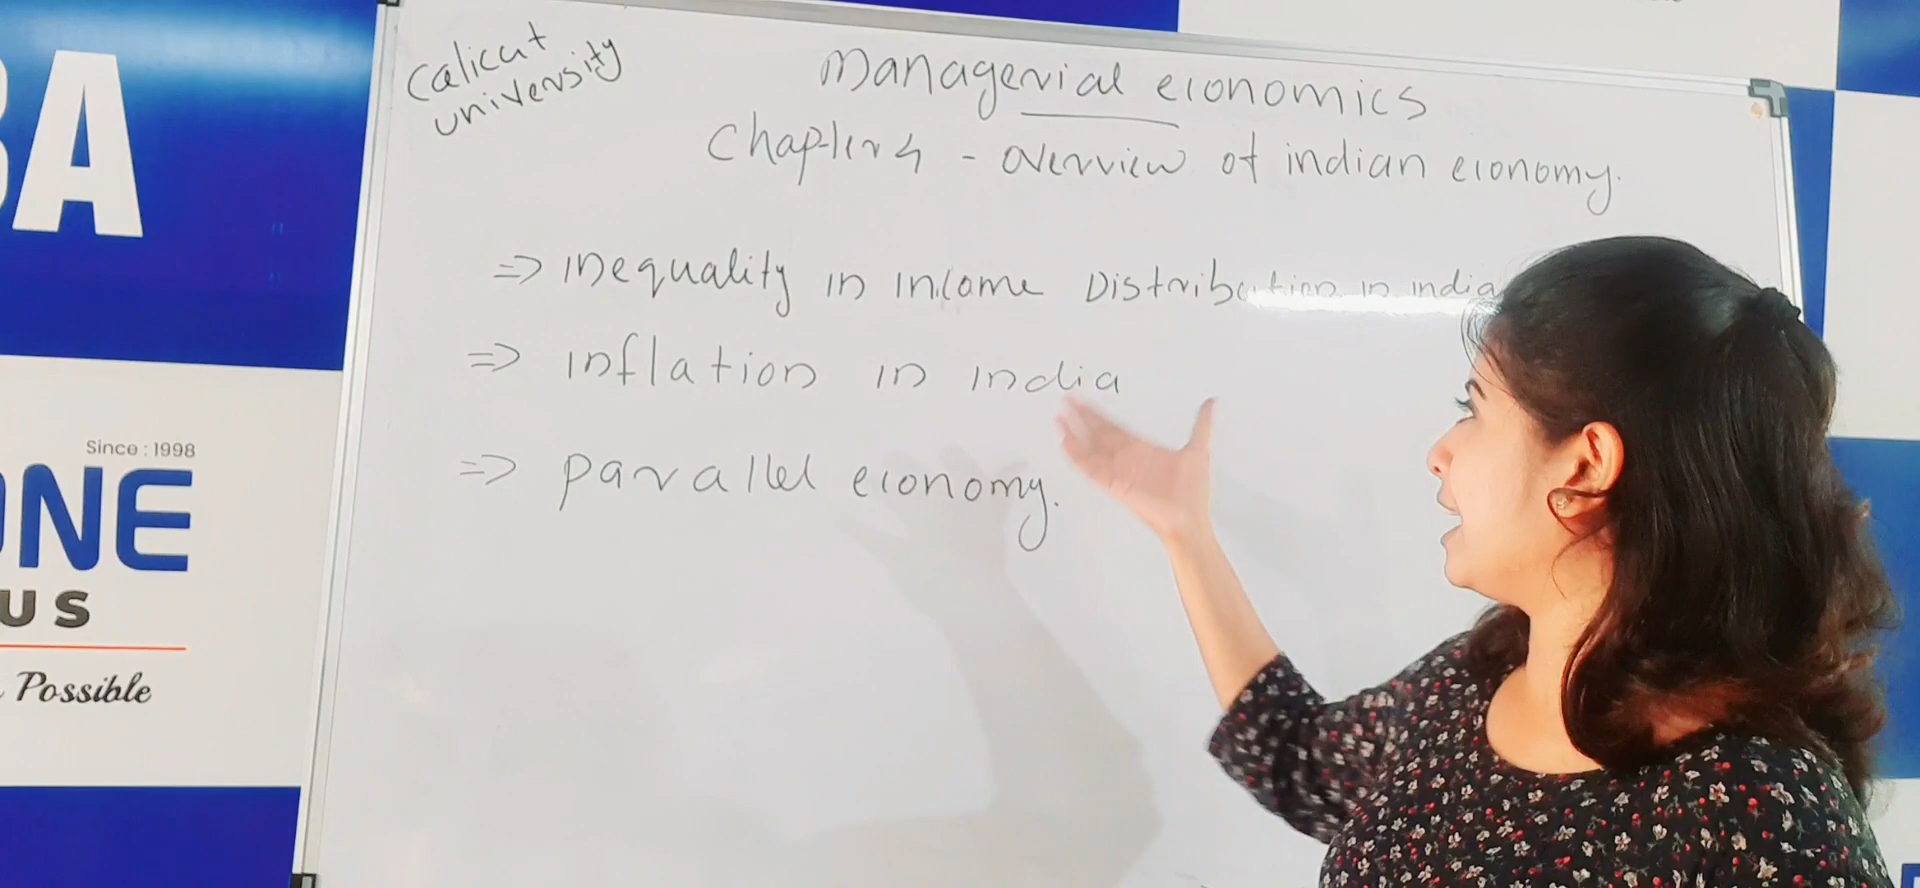 Calicut
university
Managerial economics
Chapter 4 - overview of indian economy.
=> inequality in income Distribution in india
=> inflation in india
=> parallel economy.
BA
Since : 1998
ONE
US
Possible